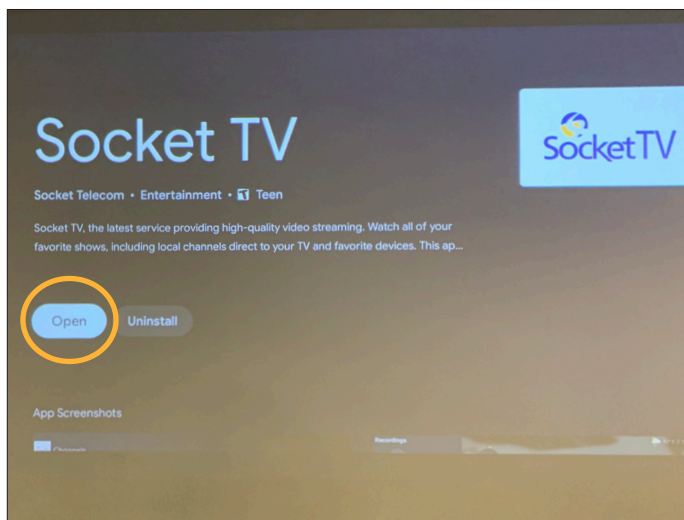 Socket TV
SocketTV
Socket Telecom • Entertainment • T Teen
Socket TV, the latest service providing high-quality video streaming. Watch all of your
favorite shows, including local channels direct to your TV and favorite devices. This ap...
Open
Uninstall
App Screenshots
Channels
Recordings